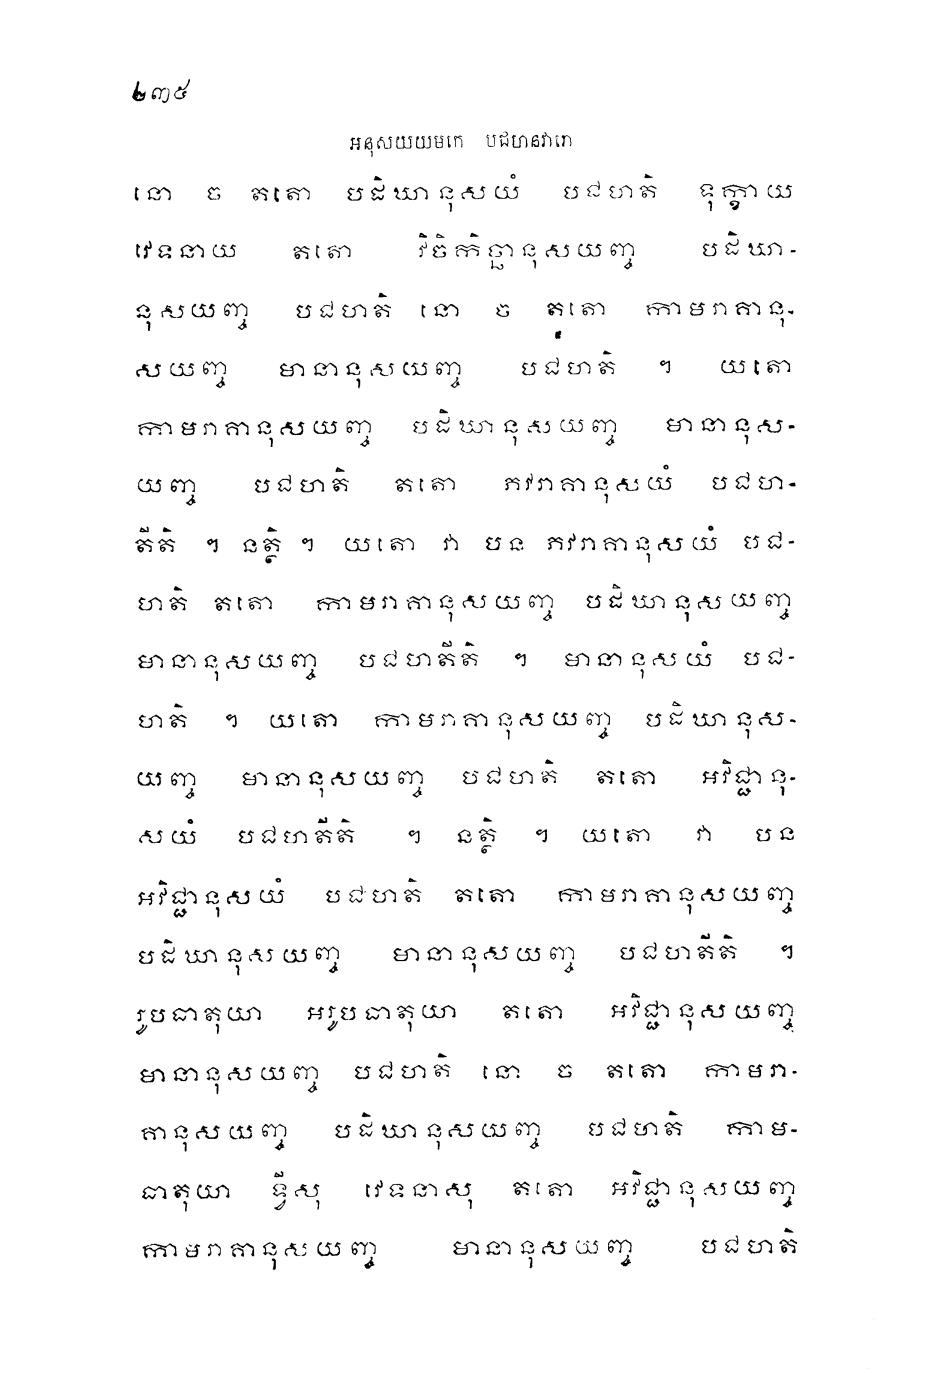 ២៣៥
អនុសយយមកេ បជហនវារោ
នោ ច តតោ បដិឃានុសយំ បជហតិ ទុក្ខាយ
វេទនាយ តតោ វិចិកិច្ឆានុសយញ្ច បដិឃា-
នុសយញ្ច បជហតិ នោ ច តតោ កាមរាគានុ-
សយញ្ច មានានុសយញ្ច បជហតិ ។ យតោ
កាមរាគានុសយញ្ច បដិឃានុសយញ្ច មានានុស-
យញ្ច បជហតិ តតោ ភវរាគានុសយំ បជហ-
តីតិ ។ នត្ថិ ។ យតោ វា បន ភវរាគានុសយំ បជ-
ហតិ តតោ កាមរាគានុសយញ្ច បដិឃានុសយញ្ច
មានានុសយញ្ច បជហតីតិ ។ មានានុសយំ បជ-
ហតិ ។ យតោ កាមរាគានុសយញ្ច បដិឃានុស-
យញ្ច មានានុសយញ្ច បជហតិ តតោ អវិជ្ជានុ-
សយំ បជហតីតិ ។ នត្ថិ ។ យតោ វា បន
អវិជ្ជានុសយំ បជហតិ តតោ កាមរាគានុសយញ្ច
បដិឃានុសយញ្ច មានានុសយញ្ច បជហតីតិ ។
រូបធាតុយា អរូបធាតុយា តតោ អវិជ្ជានុសយញ្ច
មានានុសយញ្ច បជហតិ នោ ច តតោ កាមរា-
គានុសយញ្ច បដិឃានុសយញ្ច បជហតិ កាម-
ធាតុយា ទ្វីសុ វេទនាសុ តតោ អវិជ្ជានុសយញ្ច
កាមរាគានុសយញ្ច មានានុសយញ្ច បជហតិ